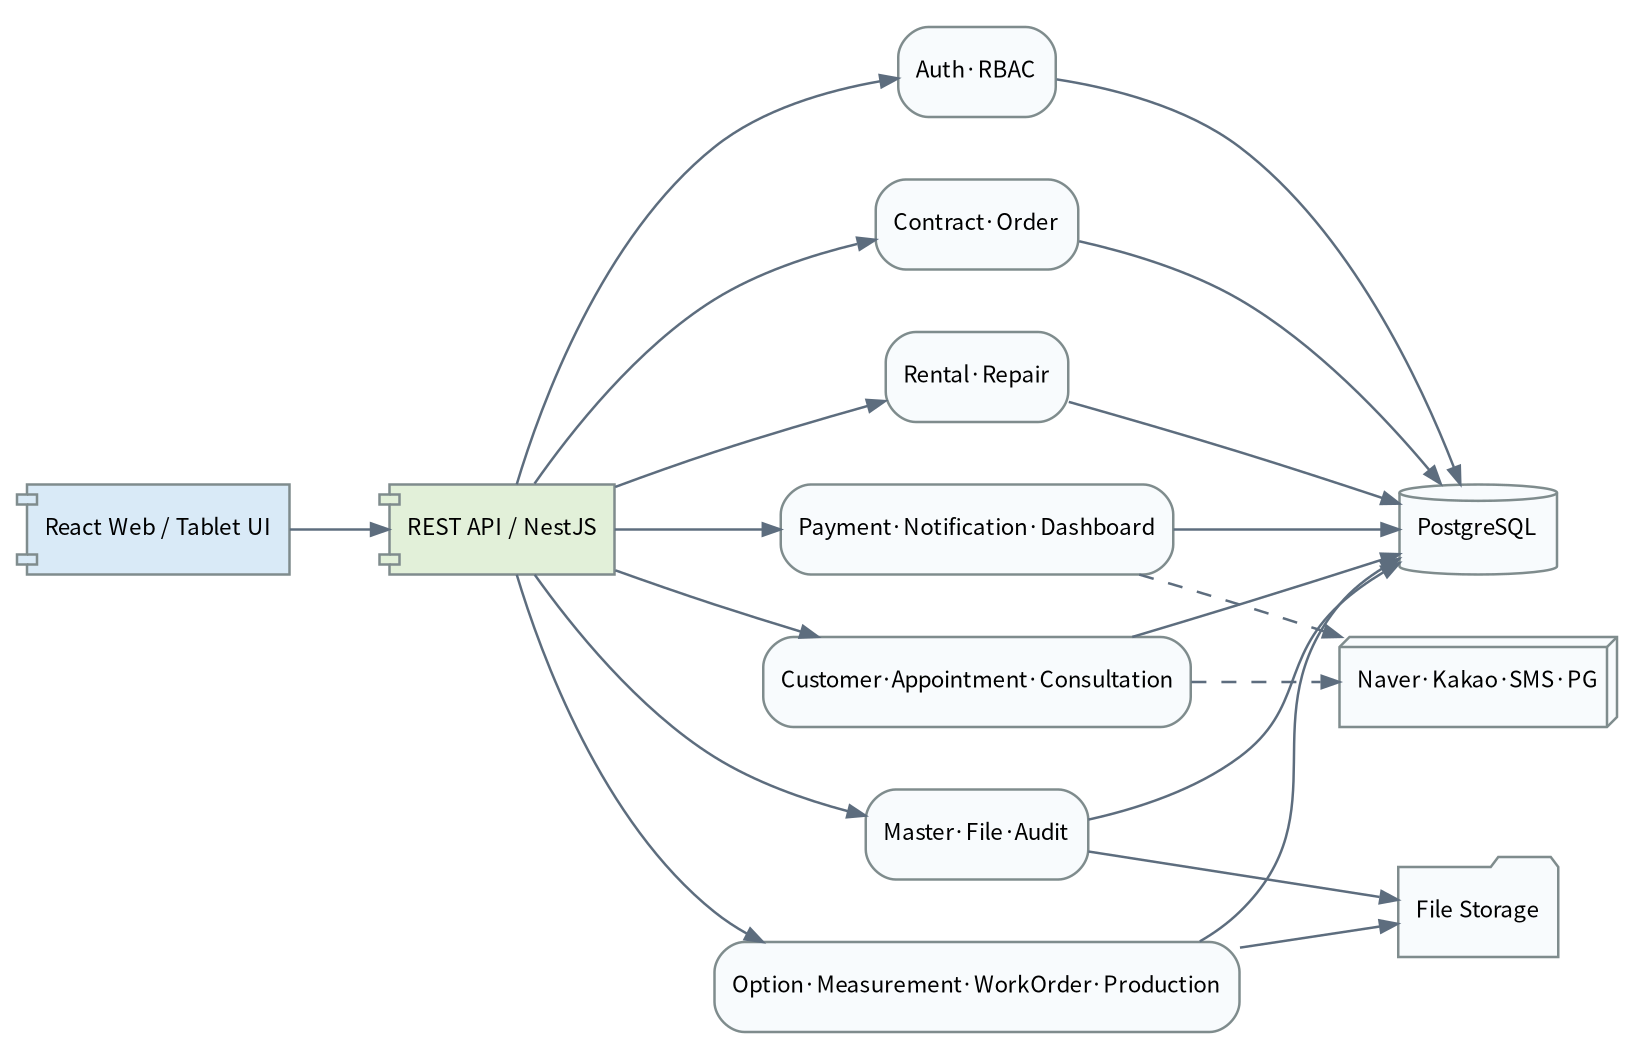 Auth·RBAC
Contract·Order
Rental·Repair
React Web / Tablet UI
REST API / NestJS
Payment·Notification·Dashboard
PostgreSQL
Customer·Appointment·Consultation
Naver·Kakao·SMS·PG
Master·File·Audit
File Storage
Option·Measurement·WorkOrder·Production